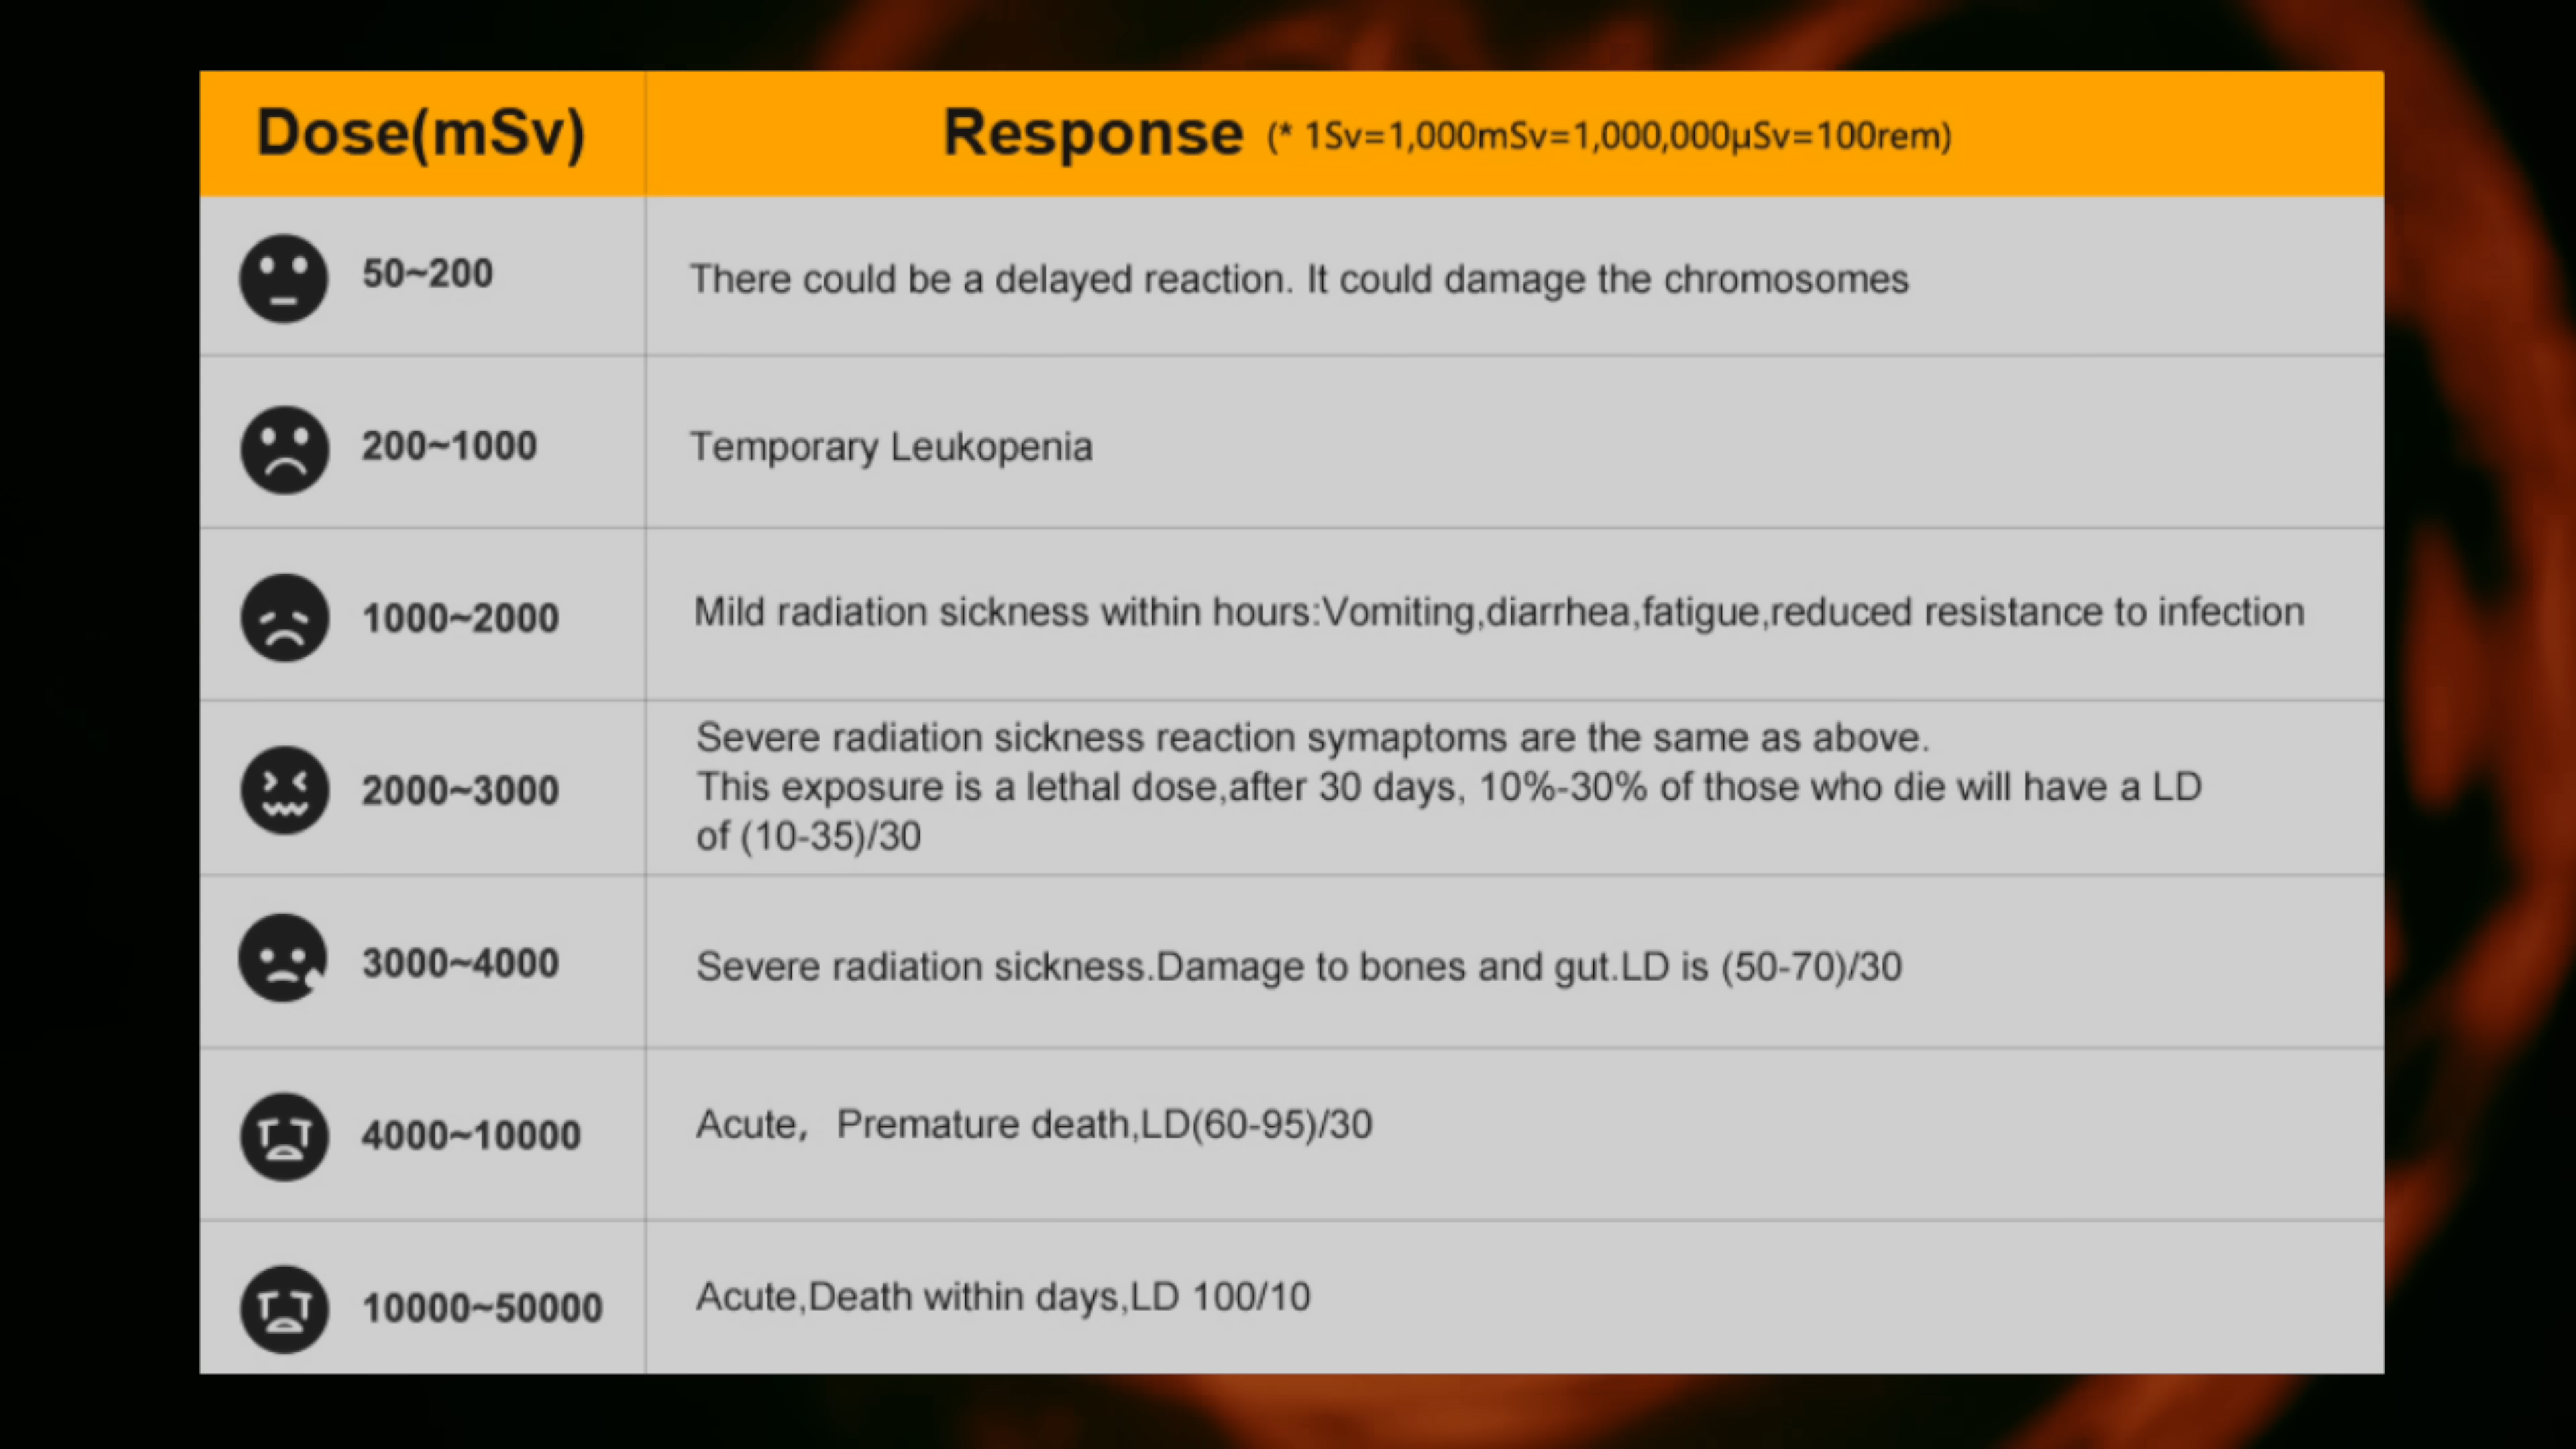 Dose(mSv)
Response (* 1Sv=1,000mSv=1,000,000μSv=100rem)
50~200
There could be a delayed reaction. It could damage the chromosomes
200~1000
Temporary Leukopenia
1000~2000
Mild radiation sickness within hours:Vomiting,diarrhea,fatigue,reduced resistance to infection
2000~3000
Severe radiation sickness reaction symaptoms are the same as above.
This exposure is a lethal dose,after 30 days, 10%-30% of those who die will have a LD
of (10-35)/30
3000~4000
Severe radiation sickness.Damage to bones and gut.LD is (50-70)/30
4000~10000
Acute， Premature death,LD(60-95)/30
10000~50000
Acute,Death within days,LD 100/10